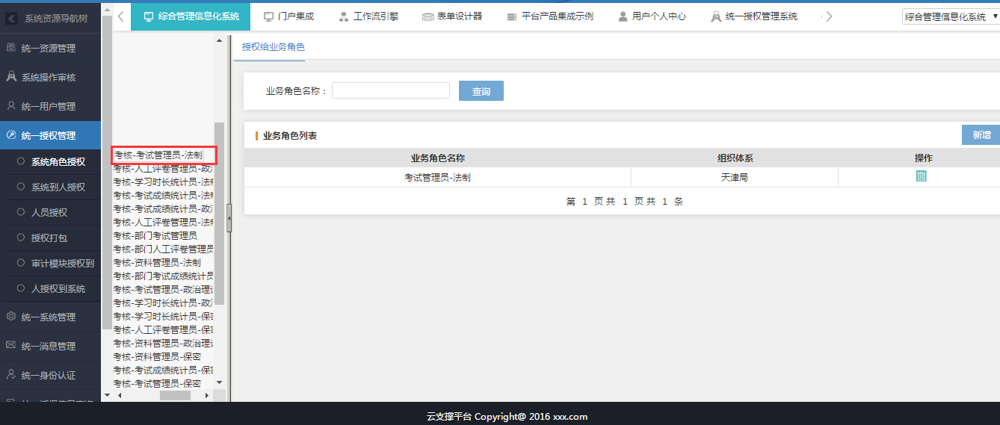 系统资源导航树
统一资源管理
系统操作审核
统一用户管理
统一授权管理
系统角色授权
系统到人授权
人员授权
授权打包
审计模块授权到
人授权到系统
统一系统管理
统一消息管理
统一身份认证
综合管理信息化系统
门户集成
工作流引擎
表单设计器
平台产品集成示例
用户个人中心
统一授权管理系统
综合管理信息化系统
考核-考试管理员-法制
考核-人工评卷管理员-政治
考核-学习时长统计员-法制
考核-考试成绩统计员-法制
考核-考试成绩统计员-政治
考核-人工评卷管理员-法制
考核-部门考试管理员
考核-部门人工评卷管理员
考核-资料管理员-法制
考核-部门考试成绩统计员
考核-考试管理员-政治理论
考核-学习时长统计员-政治
考核-学习时长统计员-保密
考核-人工评卷管理员-保密
考核-资料管理员-政治理论
考核-资料管理员-保密
考核-考试成绩统计员-保密
考核-考试管理员-保密
授权给业务角色
业务角色名称：
查询
业务角色列表
新增
业务角色名称 组织体系 操作
考试管理员-法制 天津局
第 1 页 共 1 页 共 1 条
云支撑平台 Copyright@ 2016 xxx.com